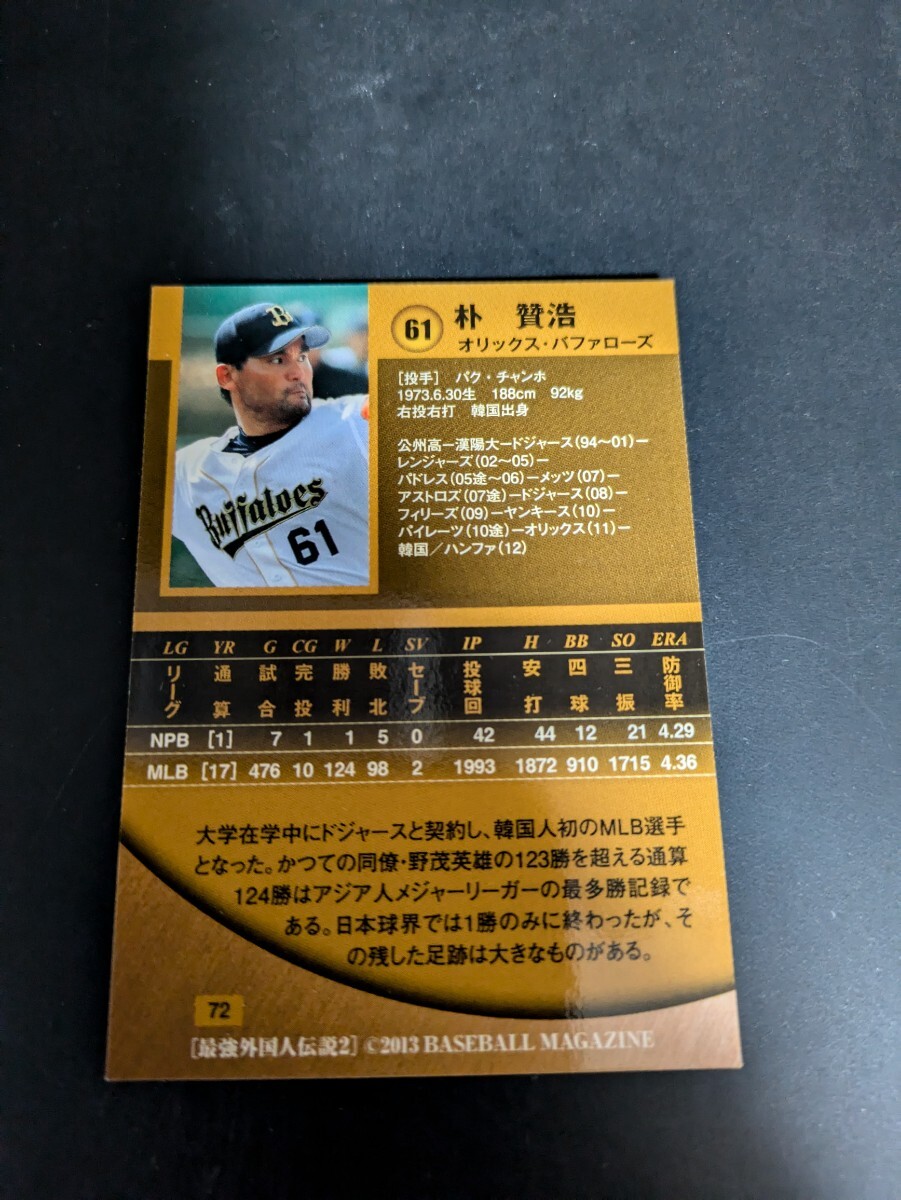 B
Buffaloes
61
61 朴 贊浩
オリックス・バファローズ
[投手] パク・チャンホ
1973.6.30生 188cm 92kg
右投右打 韓国出身
公州高ー漢陽大ードジャース(94〜01)ー
レンジャーズ(02〜05)ー
パドレス(05途〜06)ーメッツ(07)ー
アストロズ(07途)ードジャース(08)ー
フィリーズ(09)ーヤンキース(10)ー
パイレーツ(10途)ーオリックス(11)ー
韓国/ハンファ(12)
LG YR G CG W L SV IP H BB SO ERA
リーグ 通算 試合 完投 勝利 敗北 セーブ 投球回 安打 四球 三振 防御率
NPB [1] 7 1 1 5 0 42 44 12 21 4.29
MLB [17] 476 10 124 98 2 1993 1872 910 1715 4.36
大学在学中にドジャースと契約し、韓国人初のMLB選手
となった。かつての同僚・野茂英雄の123勝を超える通算
124勝はアジア人メジャーリーガーの最多勝記録で
ある。日本球界では1勝のみに終わったが、そ
の残した足跡は大きなものがある。
72
[最強外国人伝説2] ©2013 BASEBALL MAGAZINE